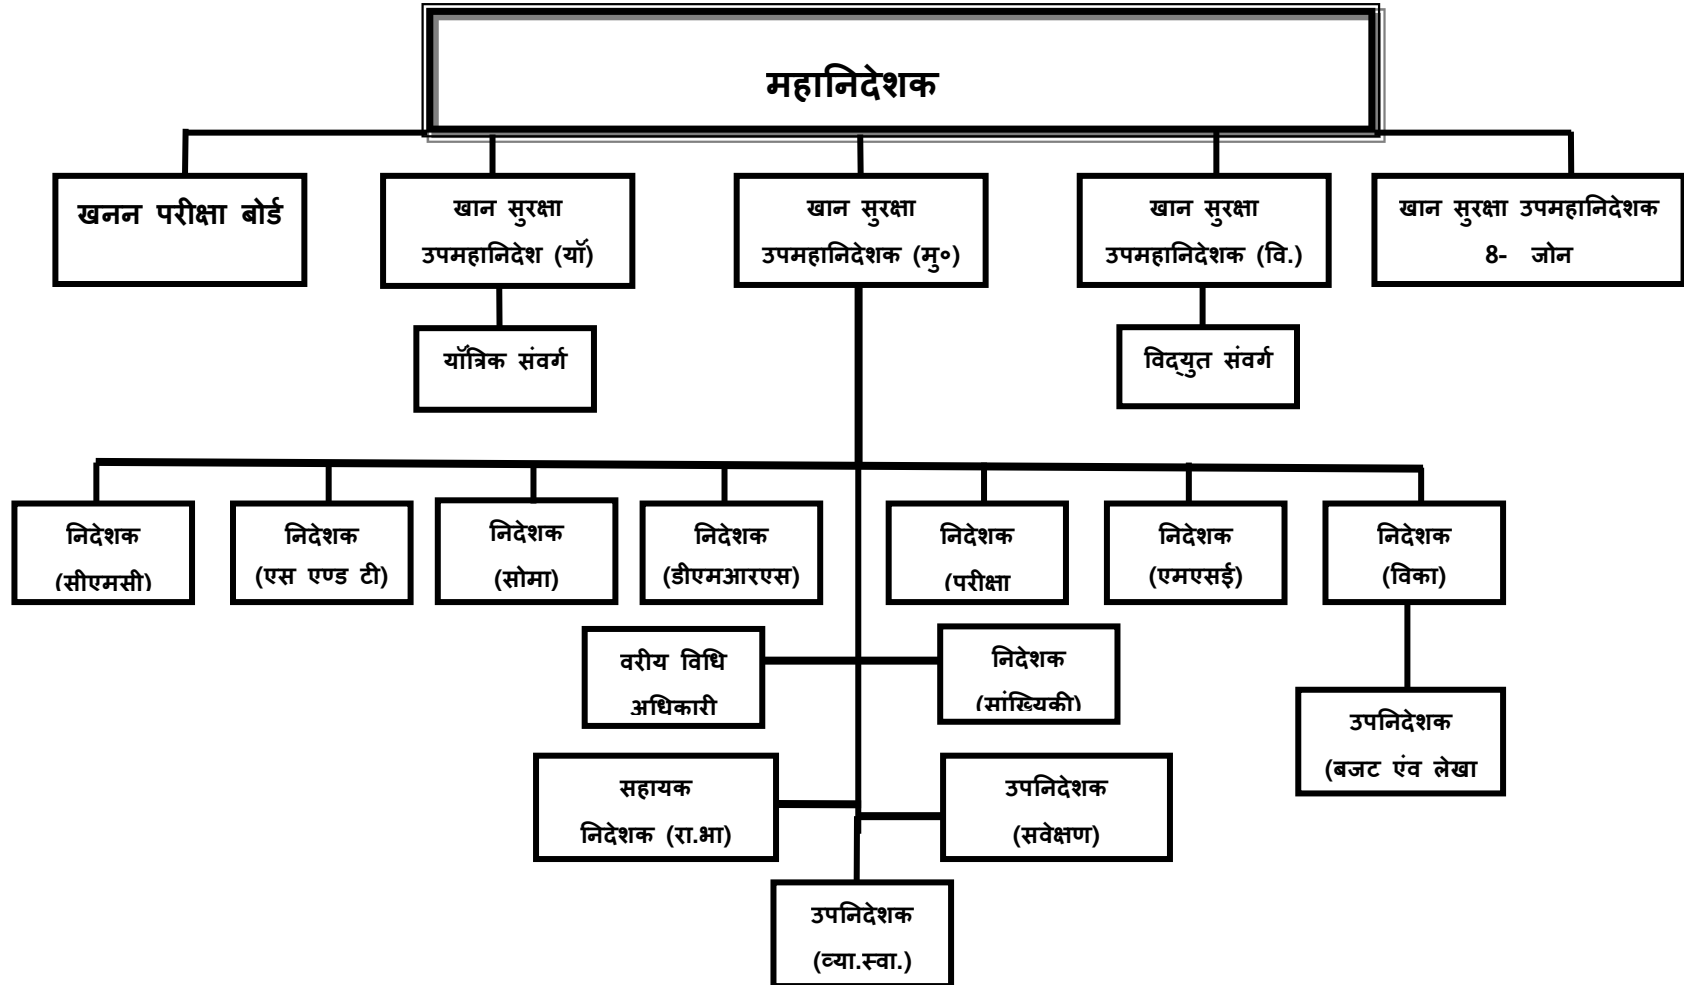 महानिदेशक
खनन परीक्षा बोर्ड
खान सुरक्षा
उपमहानिदेश (यॉ)
खान सुरक्षा
उपमहानिदेशक (मु०)
खान सुरक्षा
उपमहानिदेशक (वि.)
खान सुरक्षा उपमहानिदेशक
8- जोन
यॉत्रिक संवर्ग
विद्युत संवर्ग
निदेशक
(सीएमसी)
निदेशक
(एस एण्ड टी)
निदेशक
(सोमा)
निदेशक
(डीएमआरएस)
निदेशक
(परीक्षा
निदेशक
(एमएसई)
निदेशक
(विका)
वरीय विधि
अधिकारी
निदेशक
(सांख्यिकी)
उपनिदेशक
(बजट एंव लेखा
सहायक
निदेशक (रा.भा)
उपनिदेशक
(सवेक्षण)
उपनिदेशक
(व्या.स्वा.)